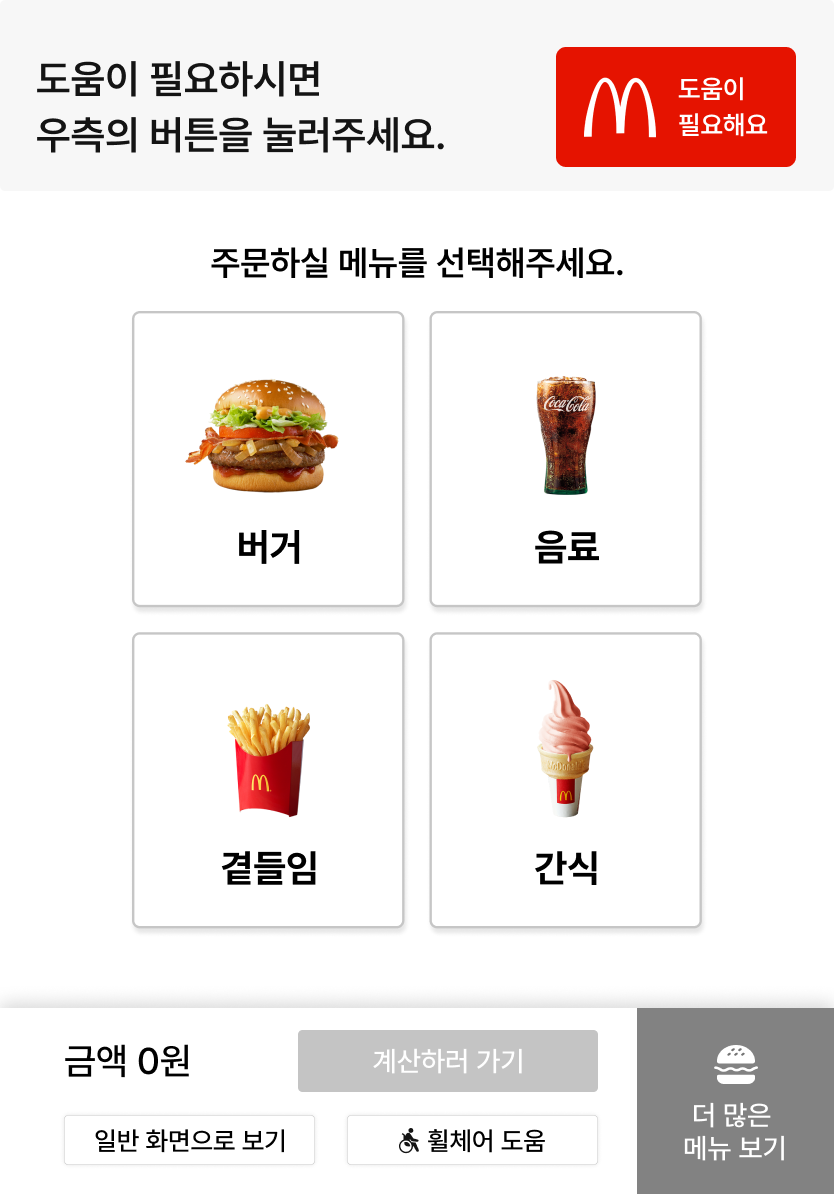 도움이 필요하시면
우측의 버튼을 눌러주세요.
도움이
필요해요
주문하실 메뉴를 선택해주세요.
Coca-Cola
버거
음료
곁들임
간식
금액 0원
계산하러 가기
일반 화면으로 보기
휠체어 도움
더 많은
메뉴 보기